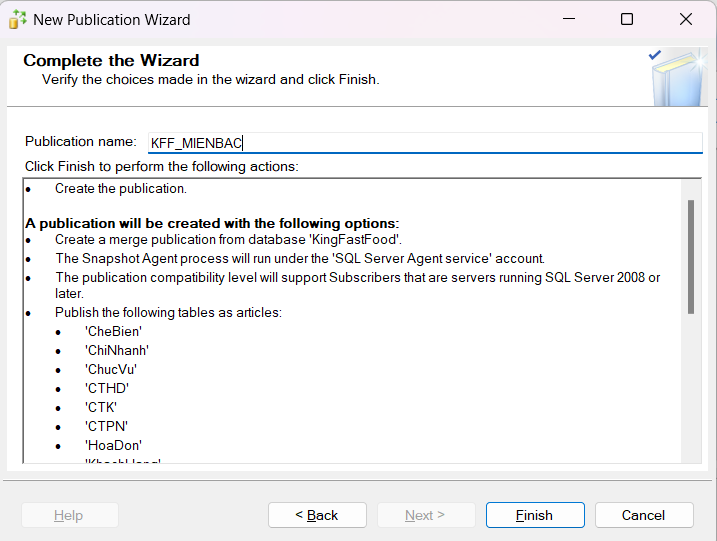 New Publication Wizard
Complete the Wizard
Verify the choices made in the wizard and click Finish.
Publication name: KFF_MIENBAC
Click Finish to perform the following actions:
• Create the publication.
A publication will be created with the following options:
• Create a merge publication from database 'KingFastFood'.
• The Snapshot Agent process will run under the 'SQL Server Agent service' account.
• The publication compatibility level will support Subscribers that are servers running SQL Server 2008 or
later.
• Publish the following tables as articles:
• 'CheBien'
• 'ChiNhanh'
• 'ChucVu'
• 'CTHD'
• 'CTK'
• 'CTPN'
• 'HoaDon'
Help
< Back
Next >
Finish
Cancel